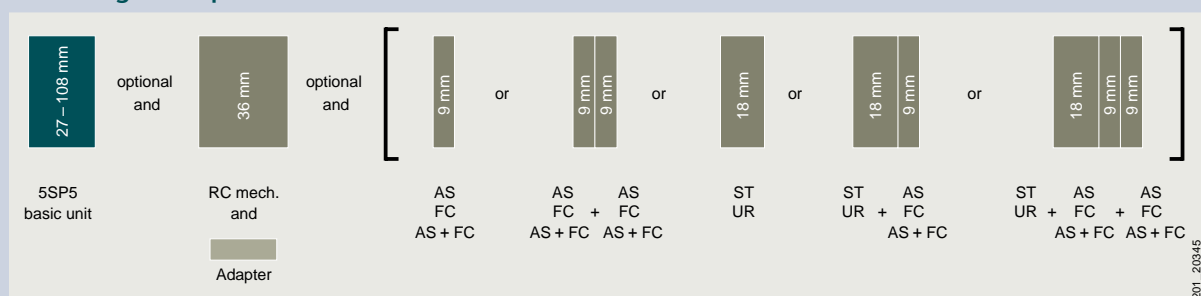 27 – 108 mm
optional
and
36 mm
optional
and
9 mm
or
9 mm
9 mm
or
18 mm
or
18 mm
9 mm
or
18 mm
9 mm
9 mm
5SP5
basic unit
RC mech.
and
Adapter
AS
FC
AS + FC
AS AS
FC + FC
AS + FC AS + FC
ST
UR
ST AS
UR + FC
AS + FC
ST AS AS
UR + FC + FC
AS + FC AS + FC
201_20345